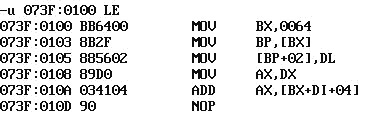 -u 073F:0100 LE
073F:0100 BB6400 MOV BX,0064
073F:0103 8B2F MOV BP,[BX]
073F:0105 885602 MOV [BP+02],DL
073F:0108 89D0 MOV AX,DX
073F:010A 034104 ADD AX,[BX+DI+04]
073F:010D 90 NOP